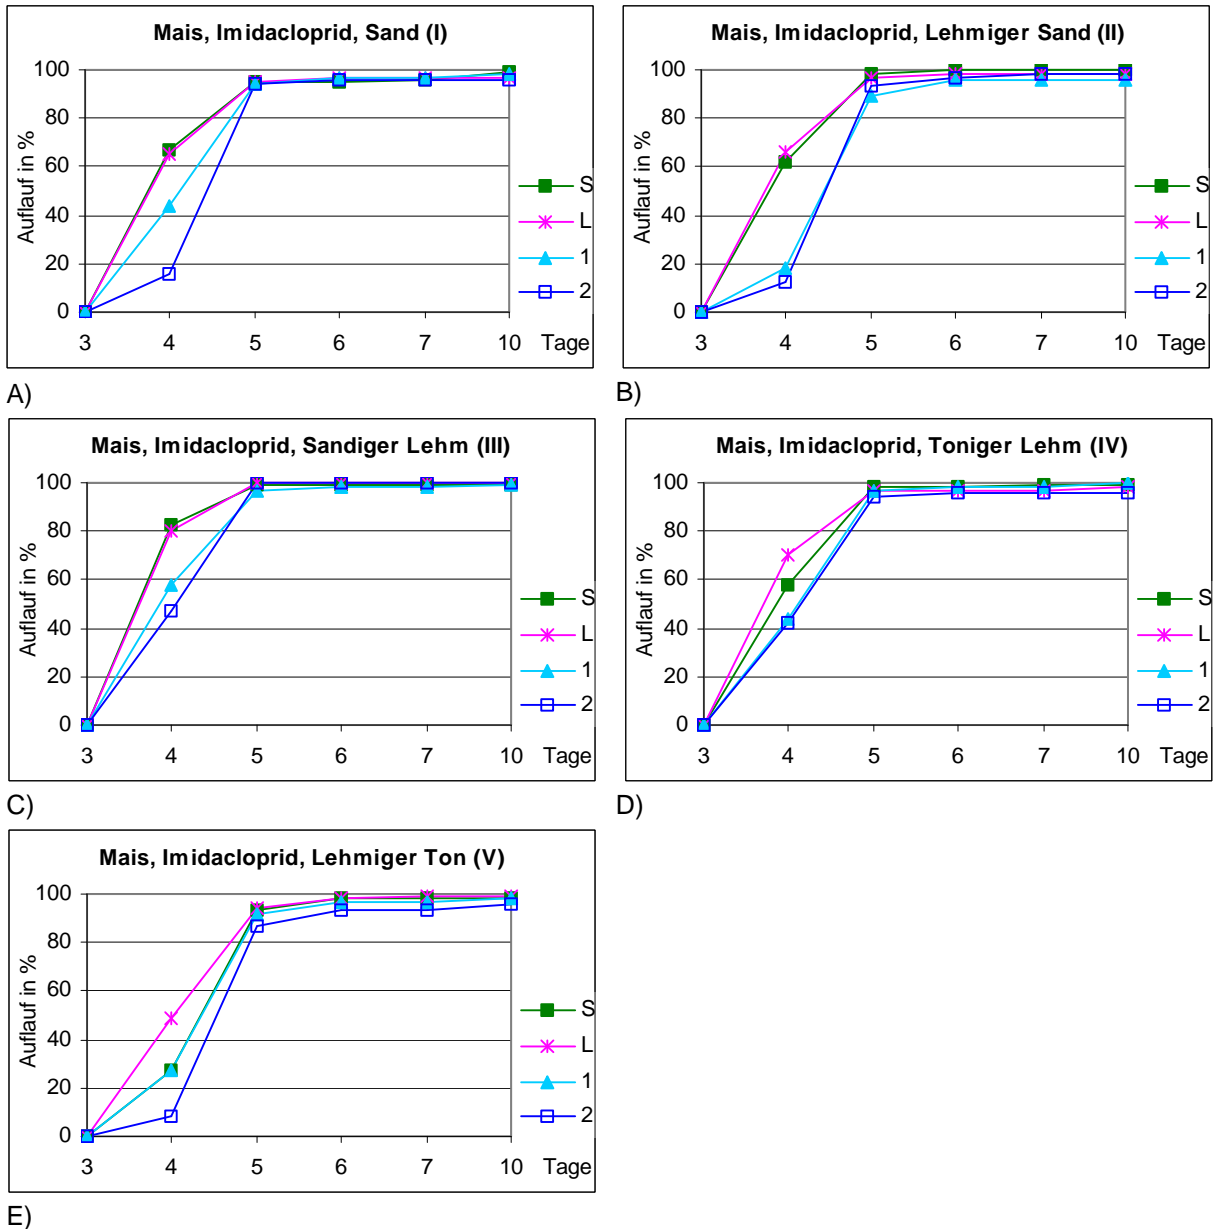 Mais, Imidacloprid, Sand (I)
Auflauf in %
100
80
60
40
20
0
3 4 5 6 7 10 Tage
S
L
1
2
A)
Mais, Imidacloprid, Lehmiger Sand (II)
Auflauf in %
100
80
60
40
20
0
3 4 5 6 7 10 Tage
S
L
1
2
B)
Mais, Imidacloprid, Sandiger Lehm (III)
Auflauf in %
100
80
60
40
20
0
3 4 5 6 7 10 Tage
S
L
1
2
C)
Mais, Imidacloprid, Toniger Lehm (IV)
Auflauf in %
100
80
60
40
20
0
3 4 5 6 7 10 Tage
S
L
1
2
D)
Mais, Imidacloprid, Lehmiger Ton (V)
Auflauf in %
100
80
60
40
20
0
3 4 5 6 7 10 Tage
S
L
1
2
E)